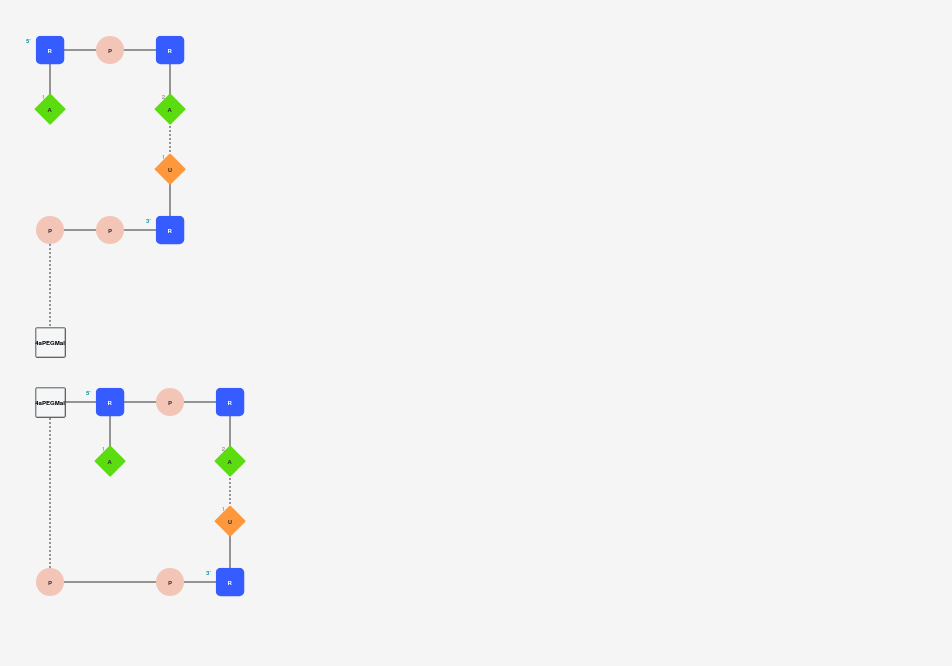 5'
R P R
1 2
A A
1
U
3'
P P R
4aPEGMal
4aPEGMal
5'
R P R
1 2
A A
1
U
3'
P P R